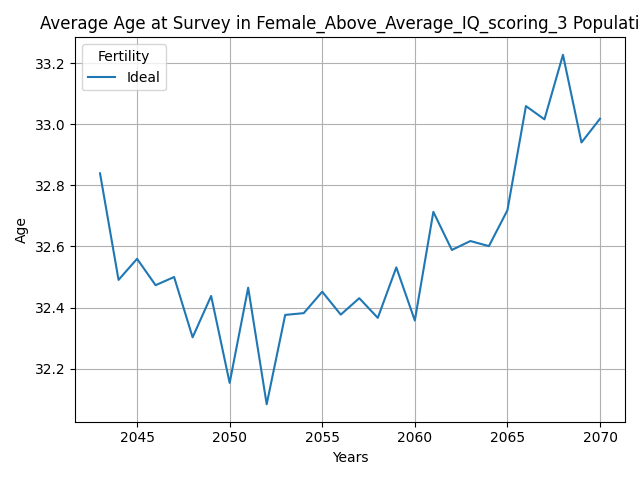 Average Age at Survey in Female_Above_Average_IQ_scoring_3 Populati
Fertility
Ideal
33.2
33.0
32.8
32.6
32.4
32.2
Age
2045 2050 2055 2060 2065 2070
Years